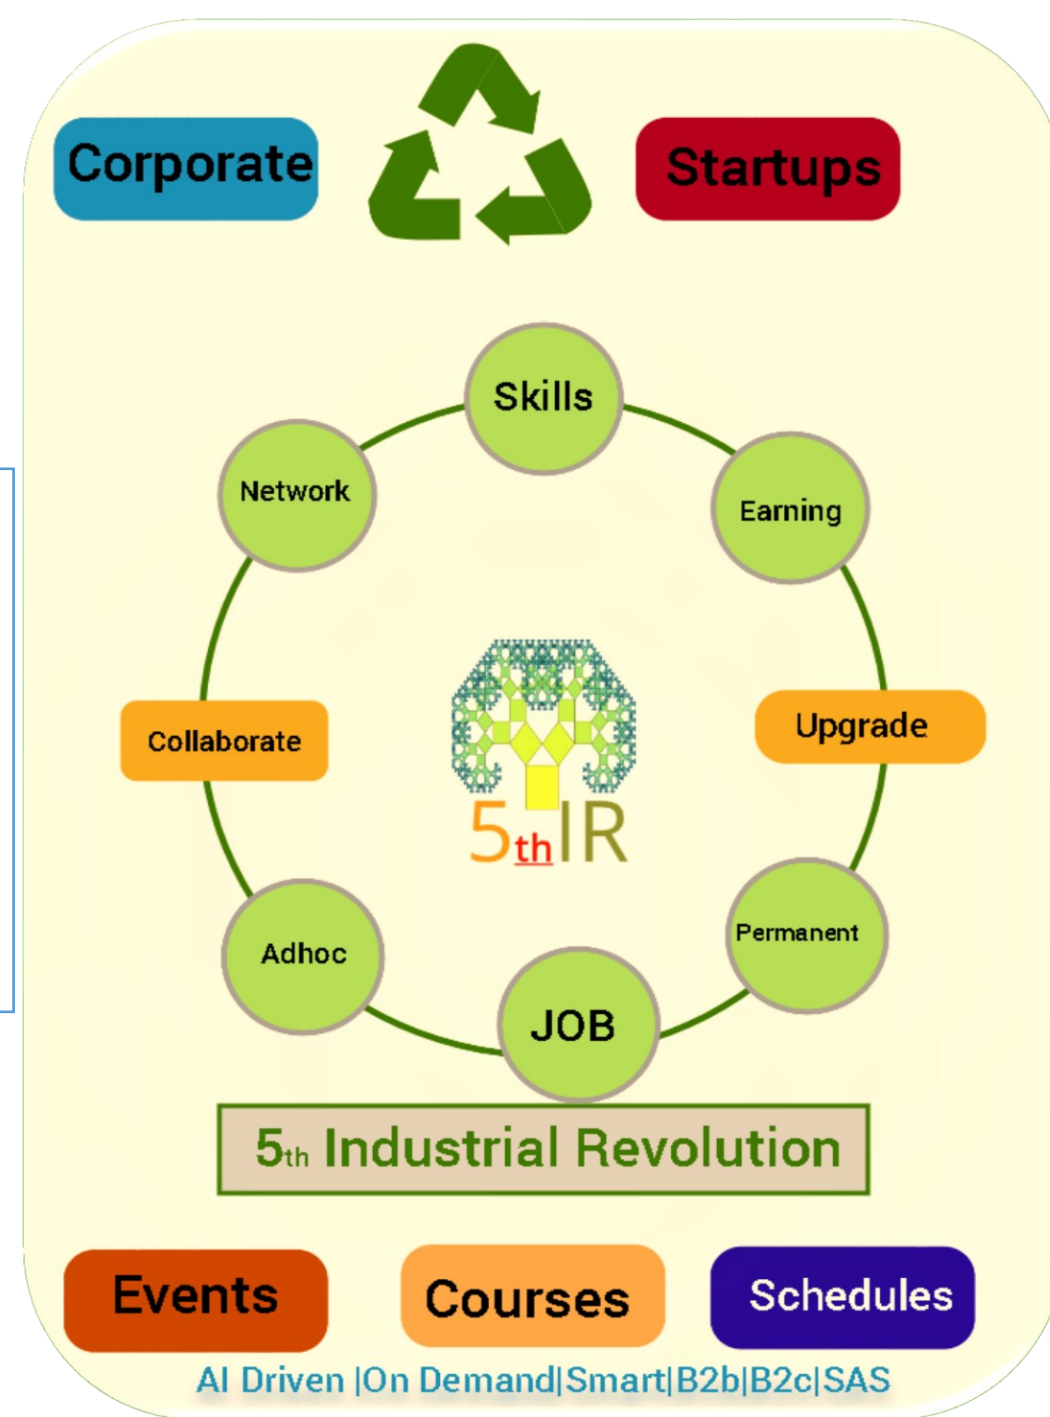 Corporate
Startups
Skills
Network
Earning
Collaborate
Upgrade
5thIR
Adhoc
Permanent
JOB
5th Industrial Revolution
Events
Courses
Schedules
AI Driven |On Demand|Smart|B2b|B2c|SAS